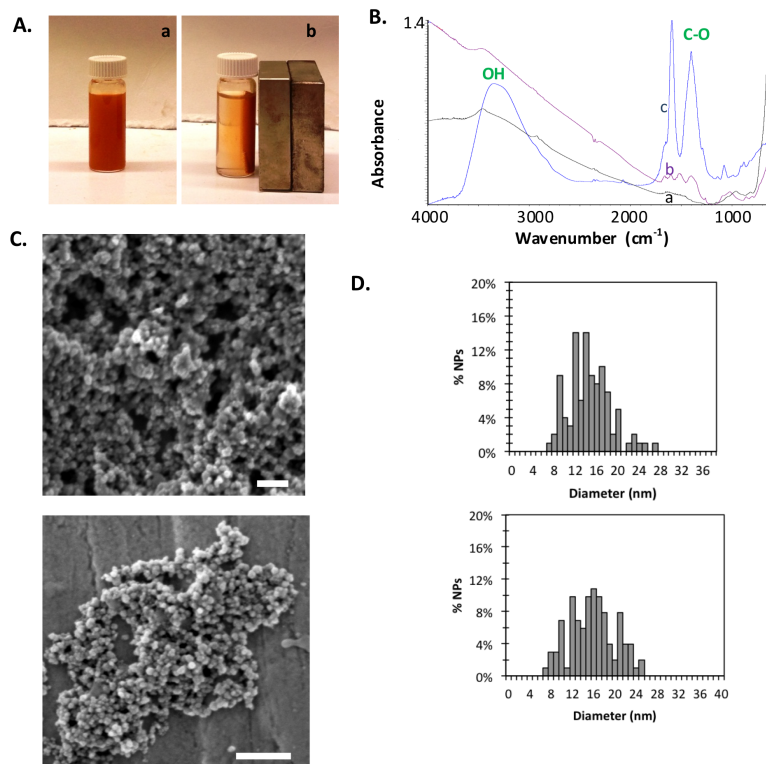 A.
a
b
B.
1.4
OH
C-O
c
b
a
Absorbance
4000
3000
2000
1000
Wavenumber (cm-1)
C.
D.
20%
16%
12%
8%
4%
0%
% NPs
0 4 8 12 16 20 24 28 32 36
Diameter (nm)
20%
16%
12%
8%
4%
0%
% NPs
0 4 8 12 16 20 24 28 32 36 40
Diameter (nm)